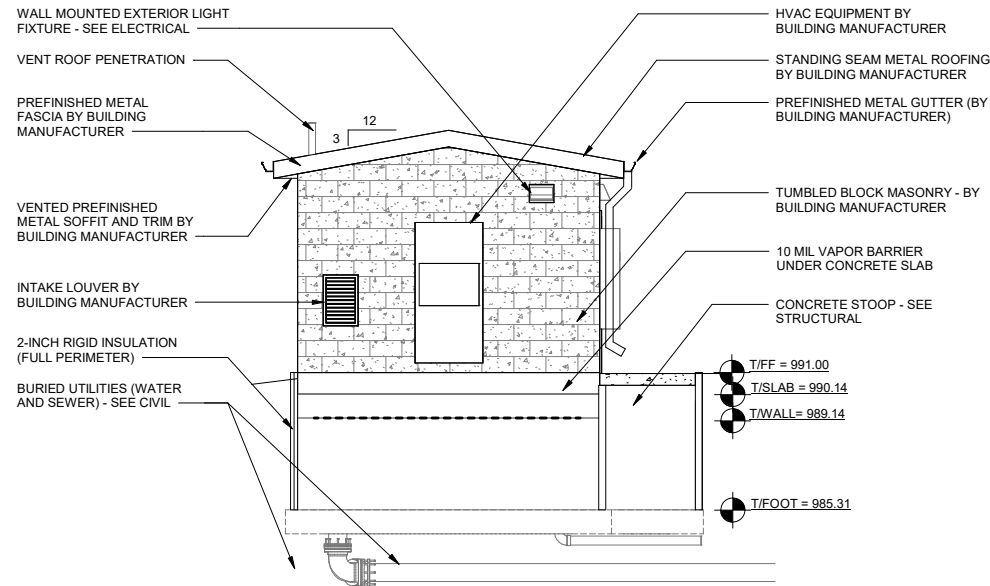 WALL MOUNTED EXTERIOR LIGHT
FIXTURE - SEE ELECTRICAL
VENT ROOF PENETRATION
PREFINISHED METAL
FASCIA BY BUILDING
MANUFACTURER
12
3
VENTED PREFINISHED
METAL SOFFIT AND TRIM BY
BUILDING MANUFACTURER
INTAKE LOUVER BY
BUILDING MANUFACTURER
2-INCH RIGID INSULATION
(FULL PERIMETER)
BURIED UTILITIES (WATER
AND SEWER) - SEE CIVIL
HVAC EQUIPMENT BY
BUILDING MANUFACTURER
STANDING SEAM METAL ROOFING
BY BUILDING MANUFACTURER
PREFINISHED METAL GUTTER (BY
BUILDING MANUFACTURER)
TUMBLED BLOCK MASONRY - BY
BUILDING MANUFACTURER
10 MIL VAPOR BARRIER
UNDER CONCRETE SLAB
CONCRETE STOOP - SEE
STRUCTURAL
T/FF = 991.00
T/SLAB = 990.14
T/WALL= 989.14
T/FOOT = 985.31